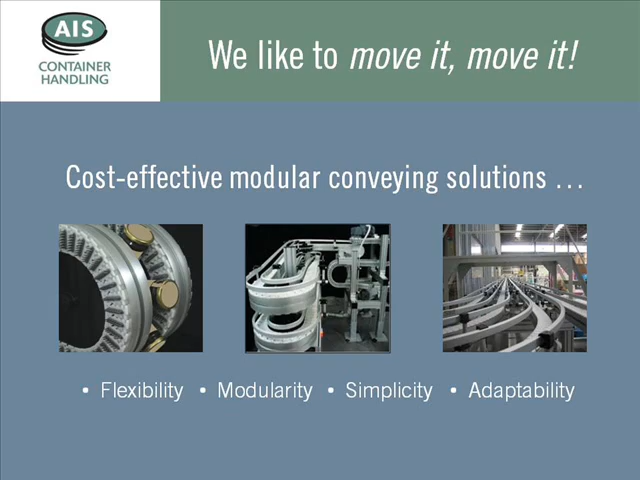 AIS
CONTAINER
HANDLING
We like to move it, move it!
Cost-effective modular conveying solutions …
• Flexibility • Modularity • Simplicity • Adaptability